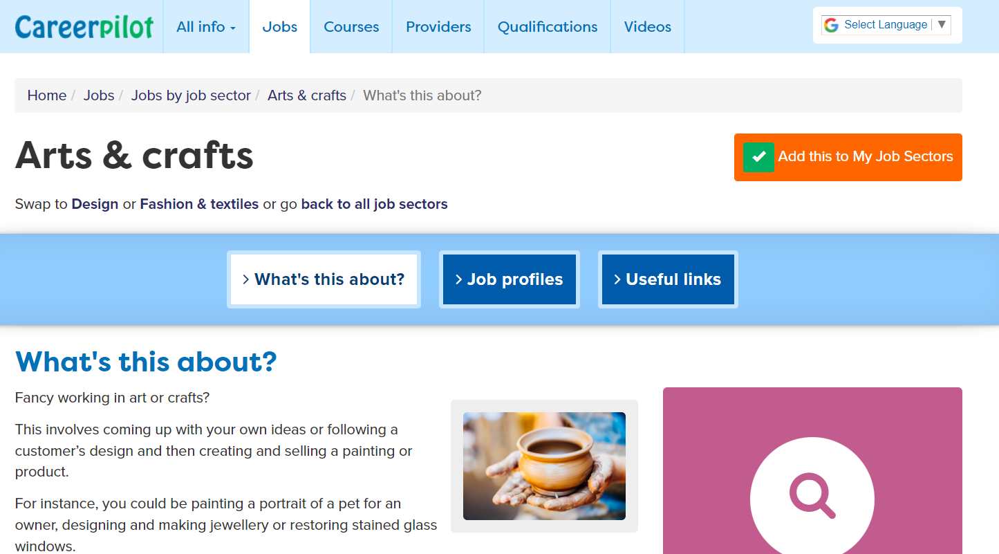 Careerpilot
All info
Jobs
Courses
Providers
Qualifications
Videos
Select Language ▼
Home / Jobs / Jobs by job sector / Arts & crafts / What's this about?
Arts & crafts
Add this to My Job Sectors
Swap to Design or Fashion & textiles or go back to all job sectors
> What's this about?
> Job profiles
> Useful links
What's this about?
Fancy working in art or crafts?
This involves coming up with your own ideas or following a
customer’s design and then creating and selling a painting or
product.
For instance, you could be painting a portrait of a pet for an
owner, designing and making jewellery or restoring stained glass
windows.